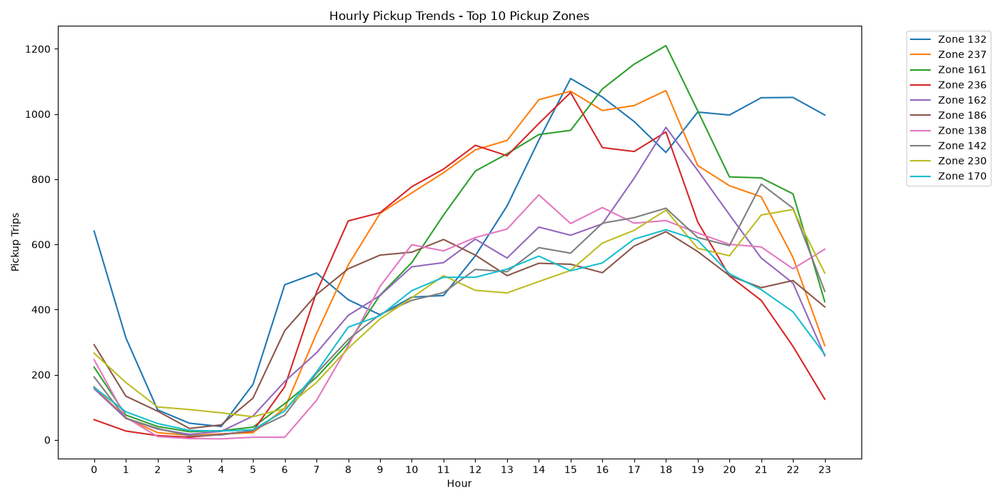 Hourly Pickup Trends - Top 10 Pickup Zones
Pickup Trips
1200
1000
800
600
400
200
0
0 1 2 3 4 5 6 7 8 9 10 11 12 13 14 15 16 17 18 19 20 21 22 23
Hour
Zone 132
Zone 237
Zone 161
Zone 236
Zone 162
Zone 186
Zone 138
Zone 142
Zone 230
Zone 170